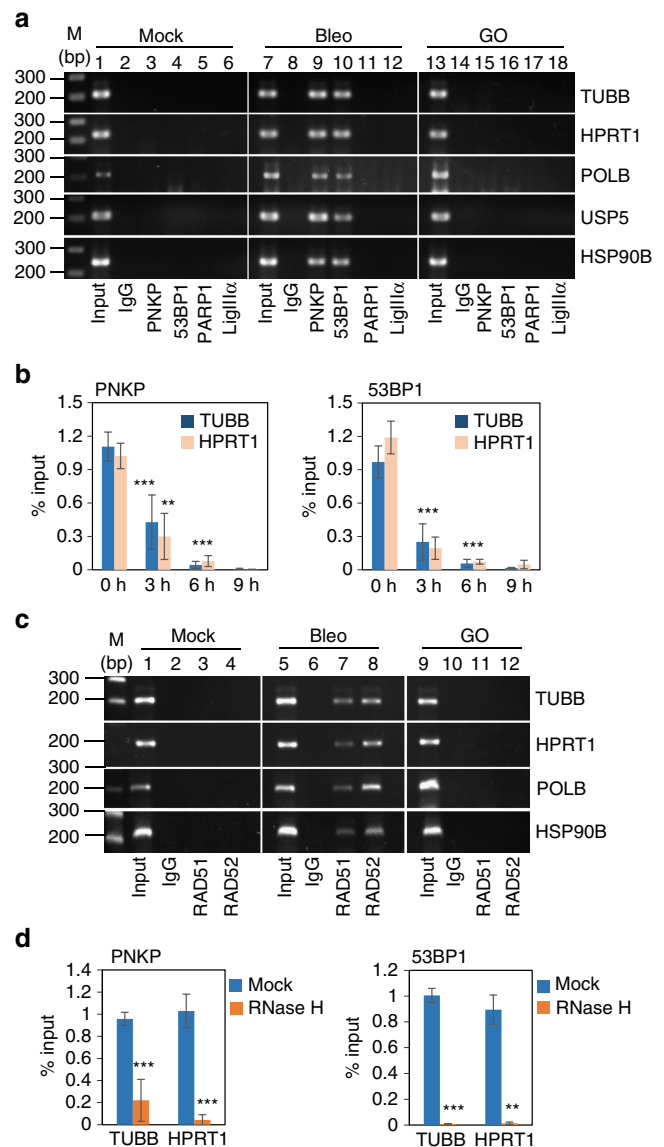 a
M
(bp)
Mock
Bleo
GO
1 2 3 4 5 6 7 8 9 10 11 12 13 14 15 16 17 18
300
200
TUBB
300
200
HPRT1
300
200
POLB
300
200
USP5
300
200
HSP90B
Input IgG PNKP 53BP1 PARP1 LigIIIα Input IgG PNKP 53BP1 PARP1 LigIIIα Input IgG PNKP 53BP1 PARP1 LigIIIα
b
PNKP
1.5
1.2
0.9
0.6
0.3
0
% input
TUBB
HPRT1
*** ** ***
0 h 3 h 6 h 9 h
53BP1
1.5
1.2
0.9
0.6
0.3
0
% input
TUBB
HPRT1
*** ***
0 h 3 h 6 h 9 h
c
M
(bp)
Mock
Bleo
GO
1 2 3 4 5 6 7 8 9 10 11 12
300
200
TUBB
200
HPRT1
300
200
POLB
300
200
HSP90B
Input IgG RAD51 RAD52 Input IgG RAD51 RAD52 Input IgG RAD51 RAD52
d
PNKP
1.4
1.2
1
0.8
0.6
0.4
0.2
0
% input
Mock
RNase H
*** ***
TUBB HPRT1
53BP1
1.2
1
0.8
0.6
0.4
0.2
0
% input
Mock
RNase H
*** **
TUBB HPRT1